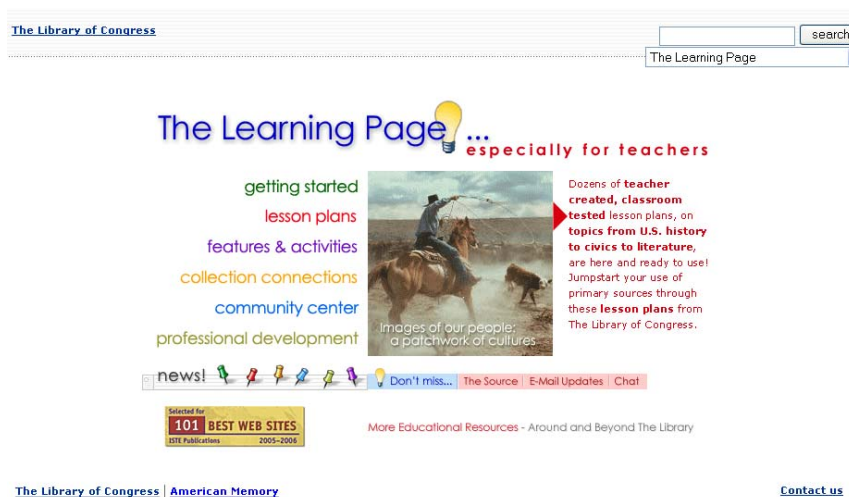 The Library of Congress
search
The Learning Page
The Learning Page...
especially for teachers
getting started
lesson plans
features & activities
collection connections
community center
professional development
Images of our people:
a patchwork of cultures
Dozens of teacher
created, classroom
tested lesson plans, on
topics from U.S. history
to civics to literature,
are here and ready to use!
Jumpstart your use of
primary sources through
these lesson plans from
The Library of Congress.
news!
Don't miss... The Source E-Mail Updates Chat
Selected for
101 BEST WEB SITES
ISTE Publications 2005-2006
More Educational Resources - Around and Beyond The Library
The Library of Congress | American Memory
Contact us